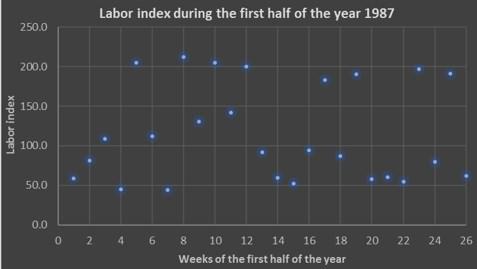 Labor index during the first half of the year 1987
250.0
200.0
150.0
100.0
50.0
0.0
Labor index
0 2 4 6 8 10 12 14 16 18 20 22 24 26
Weeks of the first half of the year